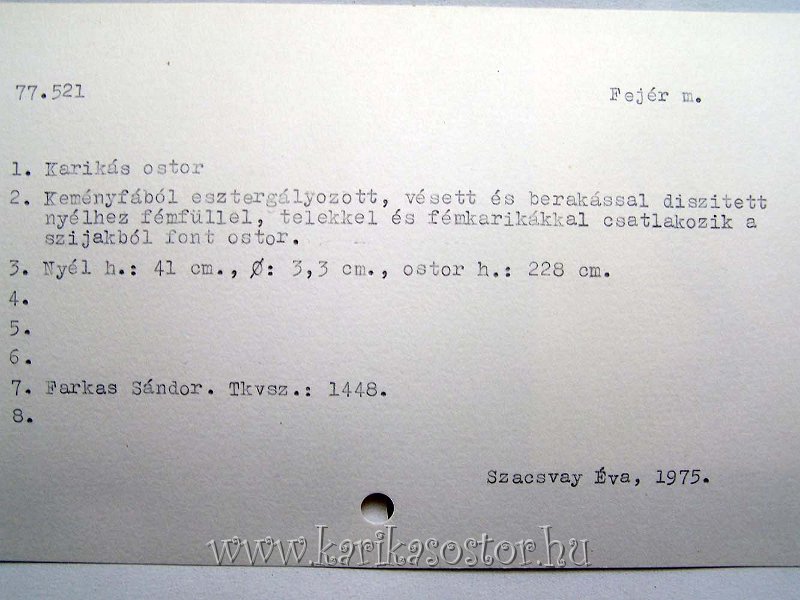 77.521 Fejér m.
1. Karikás ostor
2. Keményfából esztergályozott, vésett és berakással diszitett
nyélhez fémfüllel, telekkel és fémkarikákkal csatlakozik a
szijakból font ostor.
3. Nyél h.: 41 cm., Ø: 3,3 cm., ostor h.: 228 cm.
4.
5.
6.
7. Farkas Sándor. Tkvsz.: 1448.
8.
Szacsvay Éva, 1975.
www.karikasostor.hu